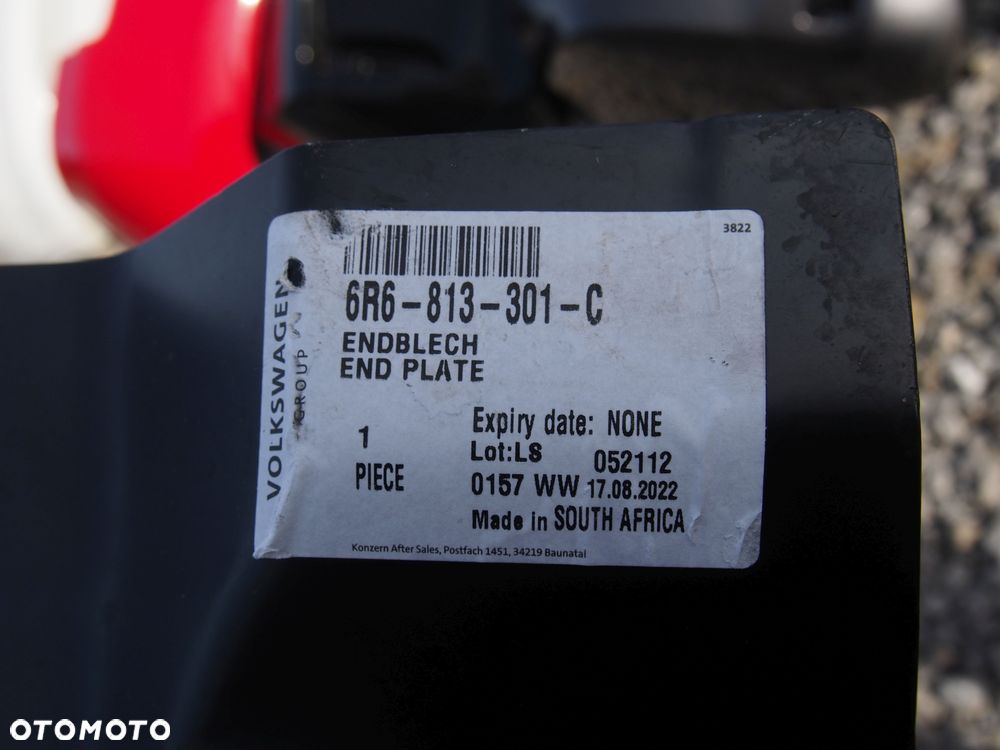 3822
VOLKSWAGEN
GROUP
6R6-813-301-C
ENDBLECH
END PLATE
1
PIECE
Expiry date: NONE
Lot:LS 052112
0157 WW 17.08.2022
Made in SOUTH AFRICA
Konzern After Sales, Postfach 1451, 34219 Baunatal
OTOMOTO